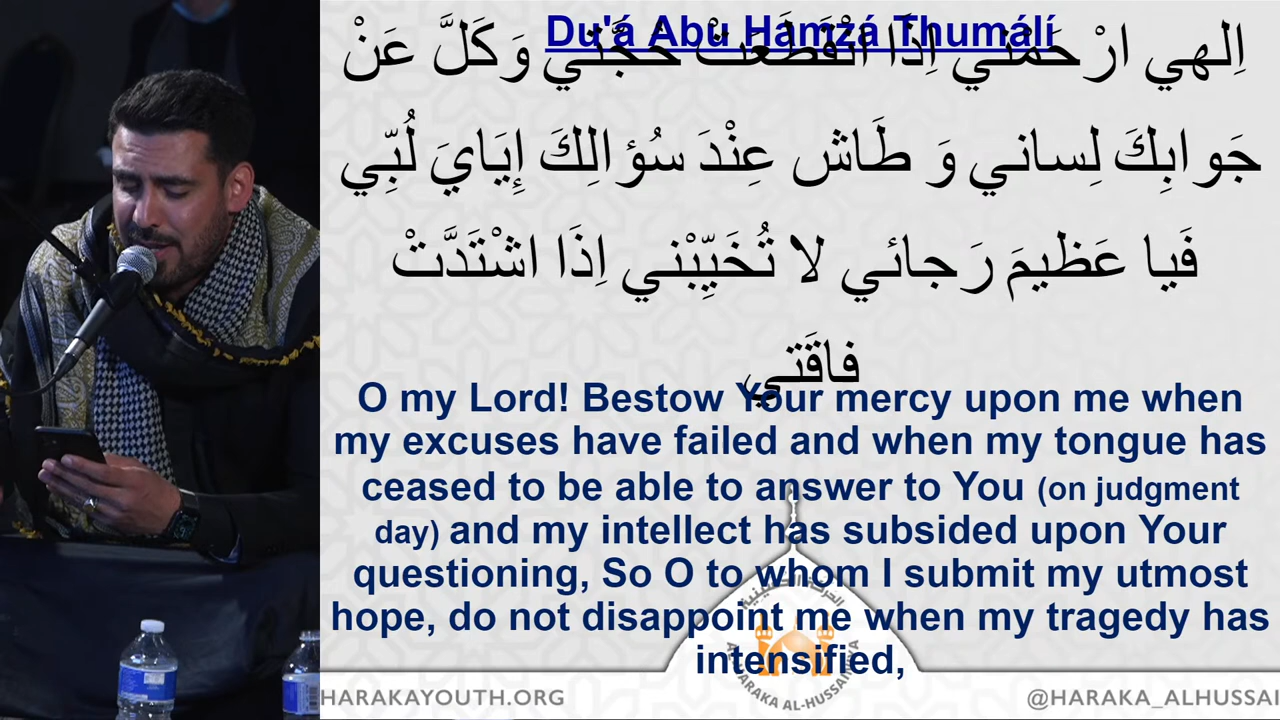 Du'á Abu Hamzá Thumálí
اِلهي ارْحَمْني اِذَا انْقَطَعَتْ حُجَّتي وَكَلَّ عَنْ
جَوابِكَ لِساني وَ طَاش عِنْدَ سُؤالِكَ إِيَايَ لُبّي
فَيا عَظيمَ رَجائي لا تُخَيِّبْني اِذَا اشْتَدَّتْ
فاقَتي
O my Lord! Bestow Your mercy upon me when
my excuses have failed and when my tongue has
ceased to be able to answer to You (on judgment
day) and my intellect has subsided upon Your
questioning, So O to whom I submit my utmost
hope, do not disappoint me when my tragedy has
intensified,
HARAKAYOUTH.ORG
@HARAKA_ALHUSSAI